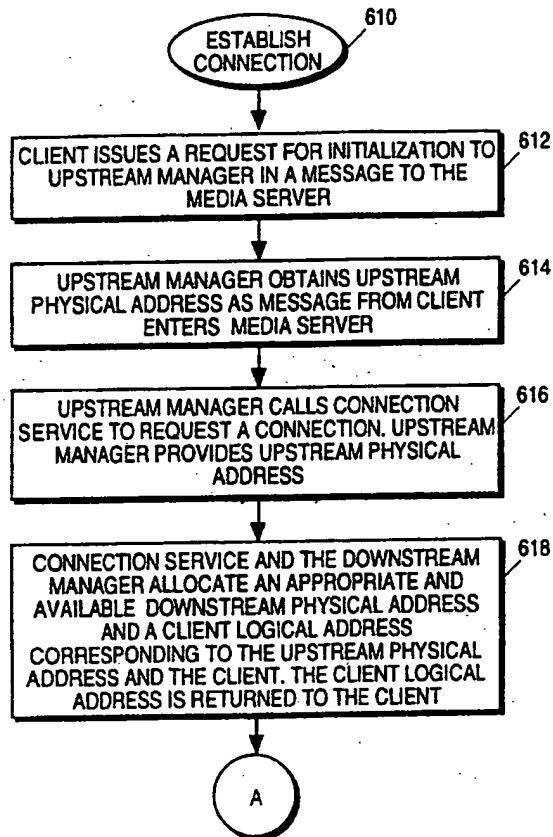 ESTABLISH
CONNECTION
610
CLIENT ISSUES A REQUEST FOR INITIALIZATION TO
UPSTREAM MANAGER IN A MESSAGE TO THE
MEDIA SERVER
612
UPSTREAM MANAGER OBTAINS UPSTREAM
PHYSICAL ADDRESS AS MESSAGE FROM CLIENT
ENTERS MEDIA SERVER
614
UPSTREAM MANAGER CALLS CONNECTION
SERVICE TO REQUEST A CONNECTION. UPSTREAM
MANAGER PROVIDES UPSTREAM PHYSICAL
ADDRESS
616
CONNECTION SERVICE AND THE DOWNSTREAM
MANAGER ALLOCATE AN APPROPRIATE AND
AVAILABLE DOWNSTREAM PHYSICAL ADDRESS
AND A CLIENT LOGICAL ADDRESS
CORRESPONDING TO THE UPSTREAM PHYSICAL
ADDRESS AND THE CLIENT. THE CLIENT LOGICAL
ADDRESS IS RETURNED TO THE CLIENT
618
A